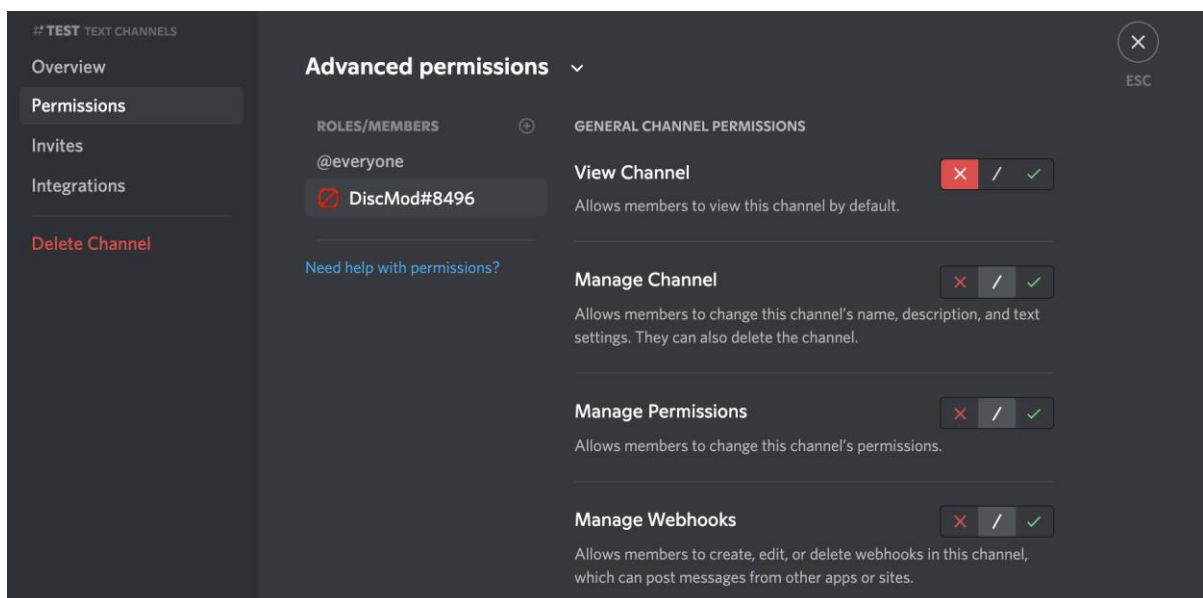 TEST TEXT CHANNELS
Overview
Permissions
Invites
Integrations
Delete Channel
Advanced permissions
ROLES/MEMBERS
@everyone
DiscMod#8496
Need help with permissions?
ESC
GENERAL CHANNEL PERMISSIONS
View Channel
Allows members to view this channel by default.
Manage Channel
Allows members to change this channel's name, description, and text
settings. They can also delete the channel.
Manage Permissions
Allows members to change this channel's permissions.
Manage Webhooks
Allows members to create, edit, or delete webhooks in this channel,
which can post messages from other apps or sites.